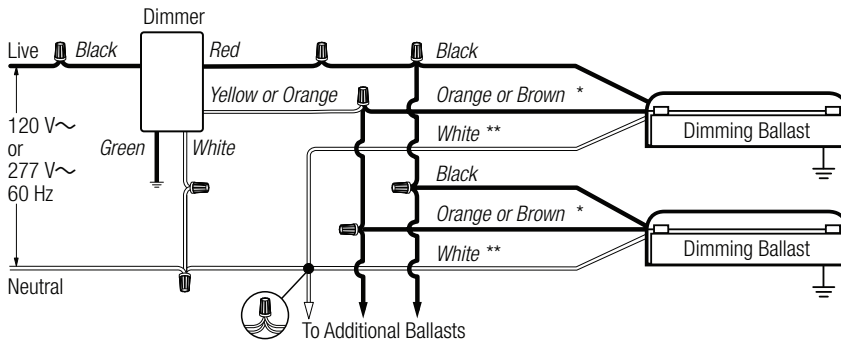 Dimmer
Live Black Red Black
Yellow or Orange Orange or Brown *
120 V~ Dimming Ballast
or Green White White **
277 V~ Black
60 Hz
Orange or Brown *
White ** Dimming Ballast
Neutral
To Additional Ballasts